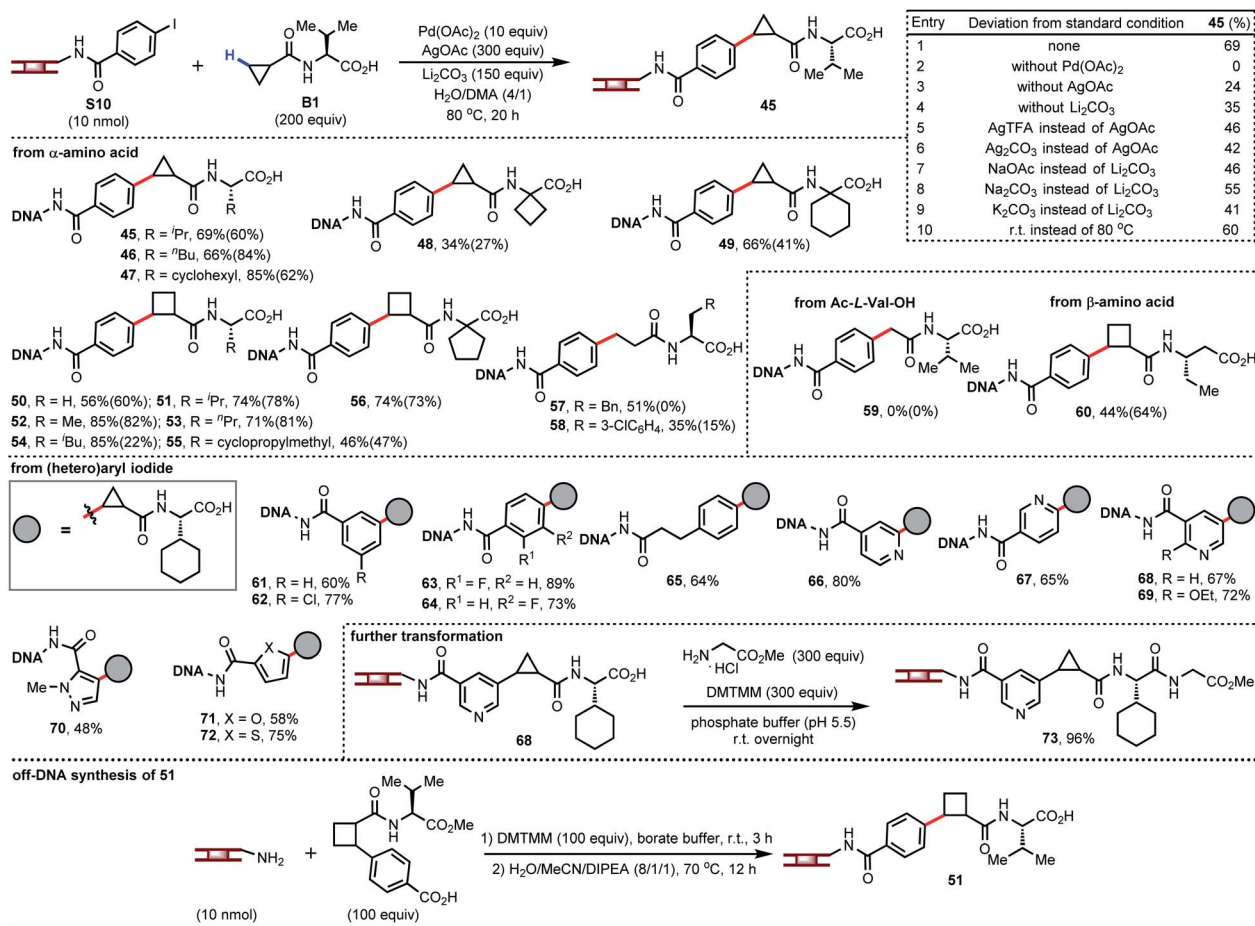 S10
(10 nmol)
+
B1
(200 equiv)
Pd(OAc)2 (10 equiv)
AgOAc (300 equiv)
Li2CO3 (150 equiv)
H2O/DMA (4/1)
80 °C, 20 h
45
Entry Deviation from standard condition 45 (%)
1 none 69
2 without Pd(OAc)2 0
3 without AgOAc 24
4 without Li2CO3 35
5 AgTFA instead of AgOAc 46
6 Ag2CO3 instead of AgOAc 42
7 NaOAc instead of Li2CO3 46
8 Na2CO3 instead of Li2CO3 55
9 K2CO3 instead of Li2CO3 41
10 r.t. instead of 80 °C 60
from α-amino acid
45, R = iPr, 69%(60%)
46, R = nBu, 66%(84%)
47, R = cyclohexyl, 85%(62%)
48, 34%(27%)
49, 66%(41%)
50, R = H, 56%(60%); 51, R = iPr, 74%(78%)
52, R = Me, 85%(82%) 53, R = nPr, 71%(81%)
54, R = iBu, 85%(22%) 55, R = cyclopropylmethyl, 46%(47%)
56, 74%(73%)
57, R = Bn, 51%(0%)
58, R = 3-ClC6H4, 35%(15%)
from Ac-L-Val-OH
59, 0%(0%)
from β-amino acid
60, 44%(64%)
from (hetero)aryl iodide
=
61, R = H, 60%
62, R = Cl, 77%
63, R1 = F, R2 = H, 89%
64, R1 = H, R2 = F, 73%
65, 64%
66, 80%
67, 65%
68, R = H, 67%
69, R = OEt, 72%
70, 48%
71, X = O, 58%
72, X = S, 75%
further transformation
68
H2N CO2Me (300 equiv)
· HCl
DMTMM (300 equiv)
phosphate buffer (pH 5.5)
r.t. overnight
73, 96%
off-DNA synthesis of 51
NH2
(10 nmol)
+
Me Me
O
N
H
CO2Me
CO2H
(100 equiv)
1) DMTMM (100 equiv), borate buffer, r.t., 3 h
2) H2O/MeCN/DIPEA (8/1/1), 70 °C, 12 h
51